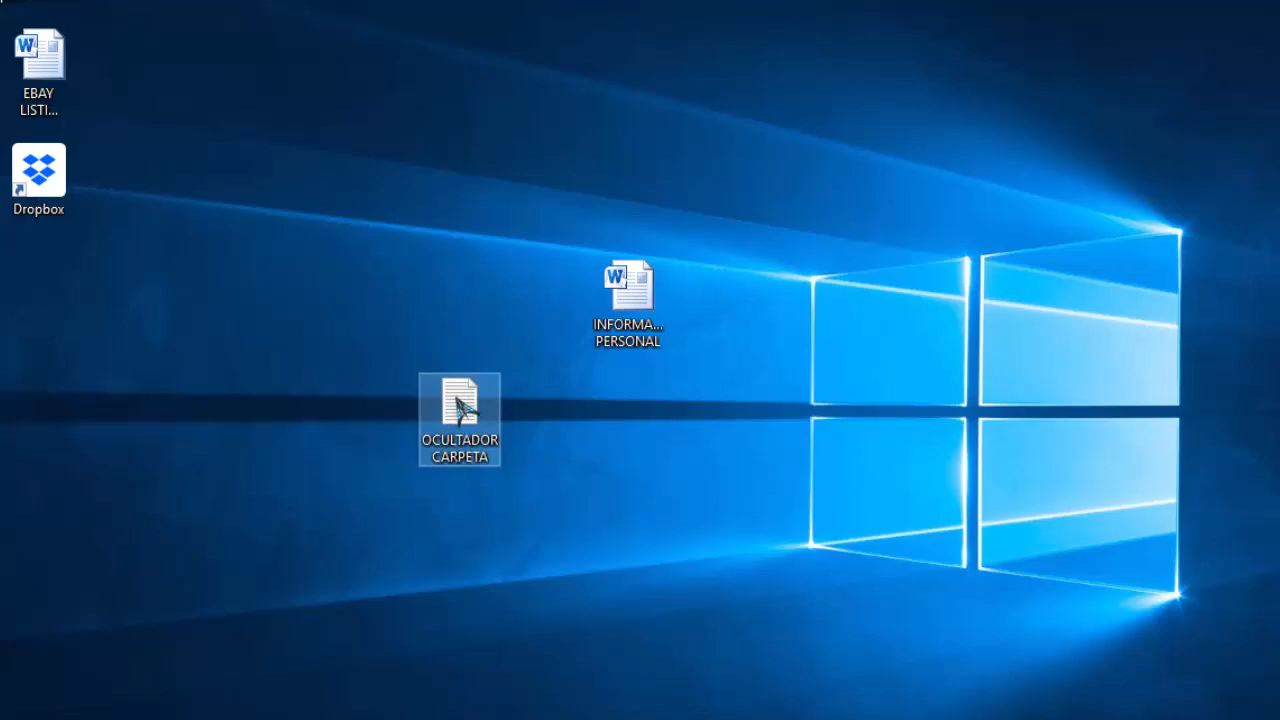 EBAY
LISTI...
Dropbox
INFORMA...
PERSONAL
OCULTADOR
CARPETA